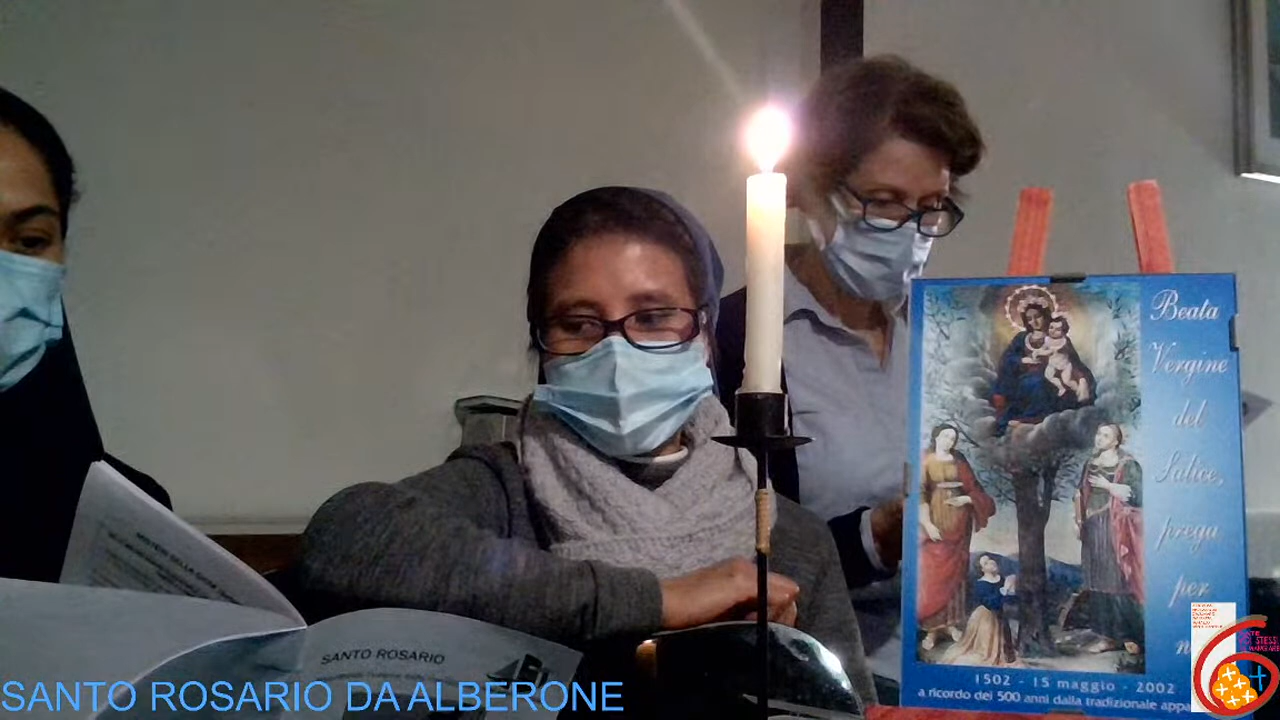 Beata
Vergine
del
Salice,
prega
per
n
1502 - 15 maggio - 2002
a ricordo dei 500 anni dalla tradizionale appa
SANTO ROSARIO
SANTO ROSARIO DA ALBERONE